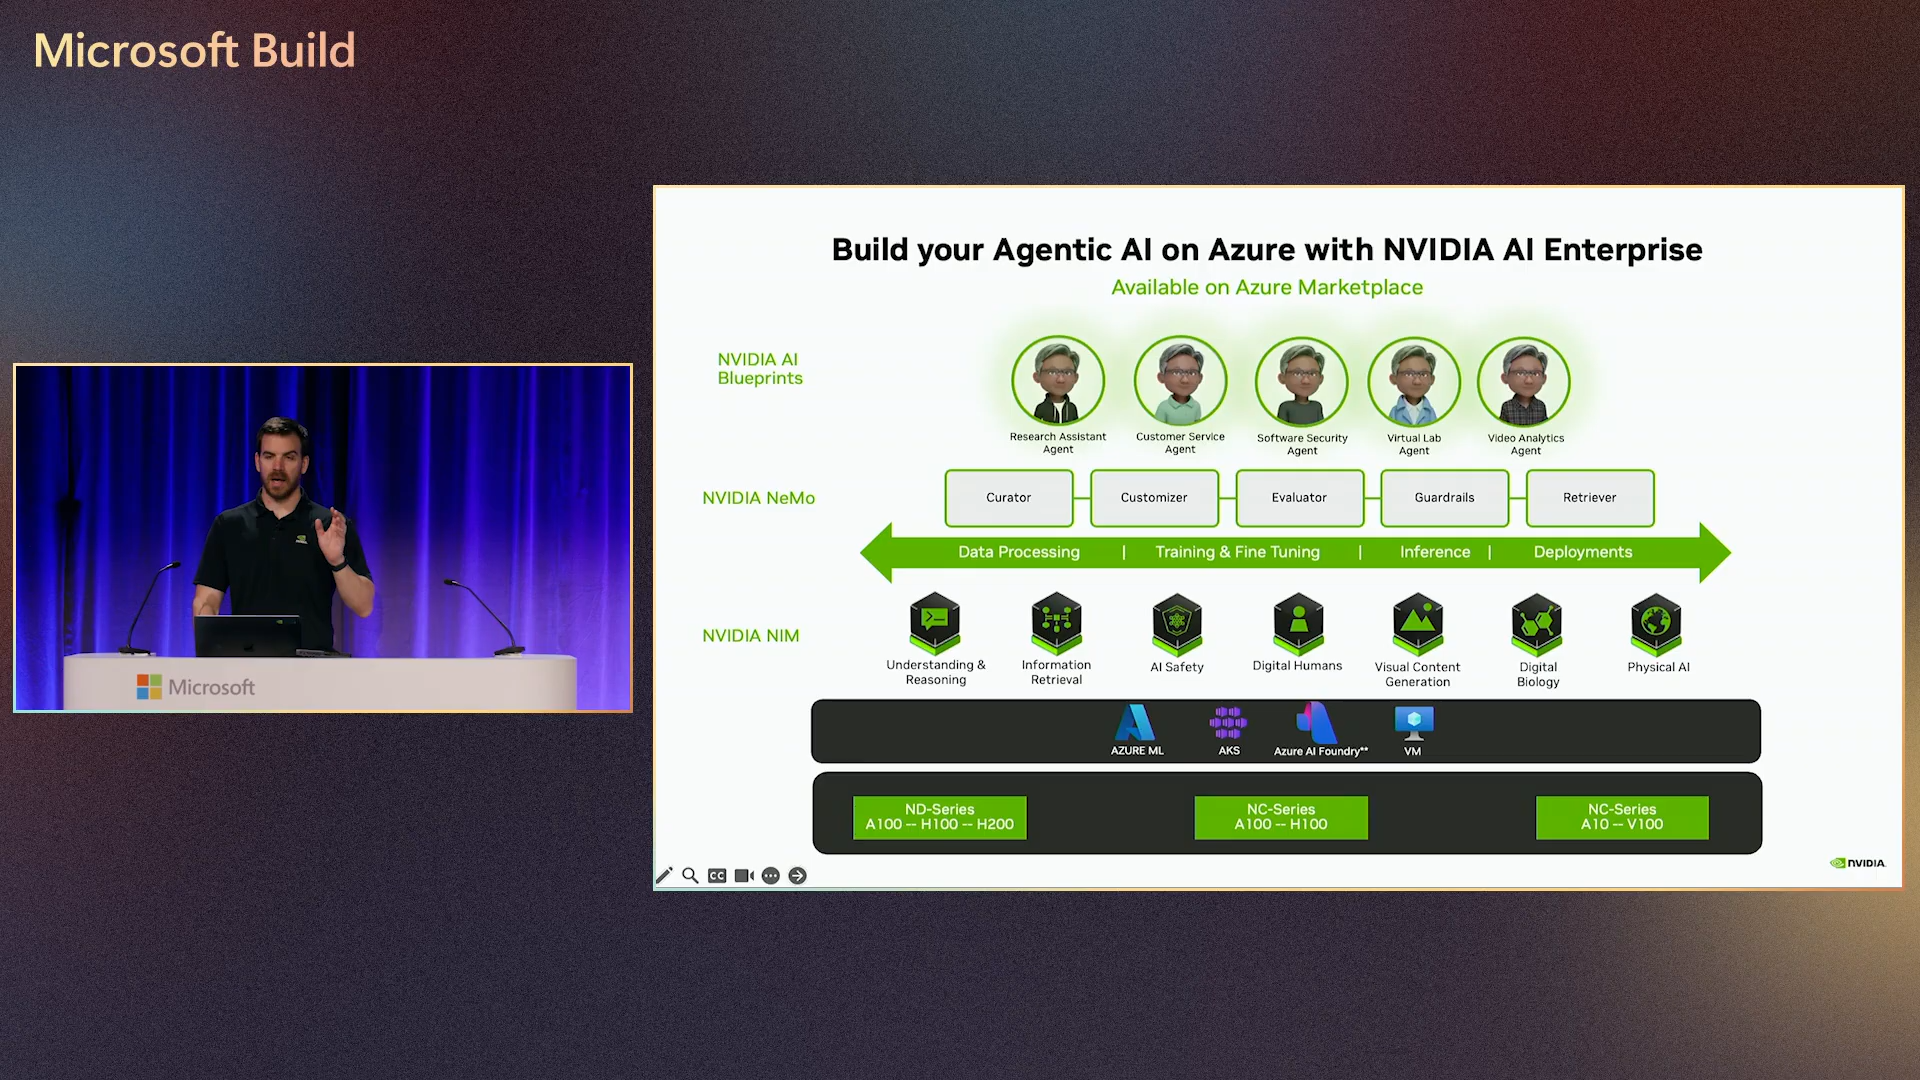 Microsoft Build
Microsoft
Build your Agentic AI on Azure with NVIDIA AI Enterprise
Available on Azure Marketplace
NVIDIA AI
Blueprints
Research Assistant
Agent
Customer Service
Agent
Software Security
Agent
Virtual Lab
Agent
Video Analytics
Agent
NVIDIA NeMo
Curator
Customizer
Evaluator
Guardrails
Retriever
Data Processing | Training & Fine Tuning | Inference | Deployments
NVIDIA NIM
Understanding &
Reasoning
Information
Retrieval
AI Safety
Digital Humans
Visual Content
Generation
Digital
Biology
Physical AI
AZURE ML
AKS
Azure AI Foundry**
VM
ND-Series
A100 -- H100 -- H200
NC-Series
A100 -- H100
NC-Series
A10 -- V100
CC
NVIDIA.